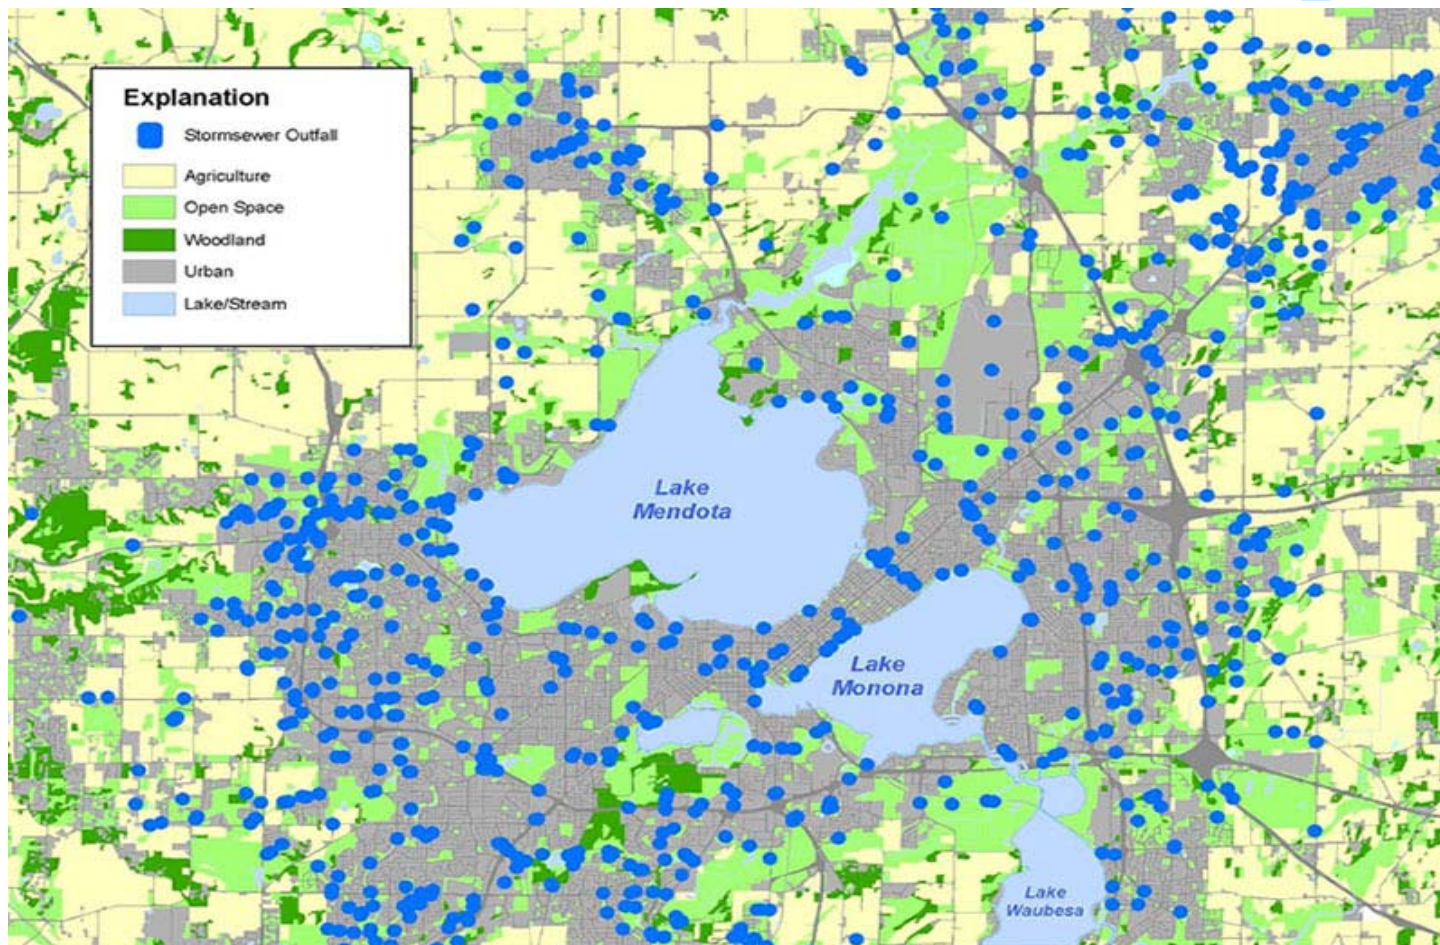 Explanation
Stormsewer Outfall
Agriculture
Open Space
Woodland
Urban
Lake/Stream
Lake
Mendota
Lake
Monona
Lake
Waubesa